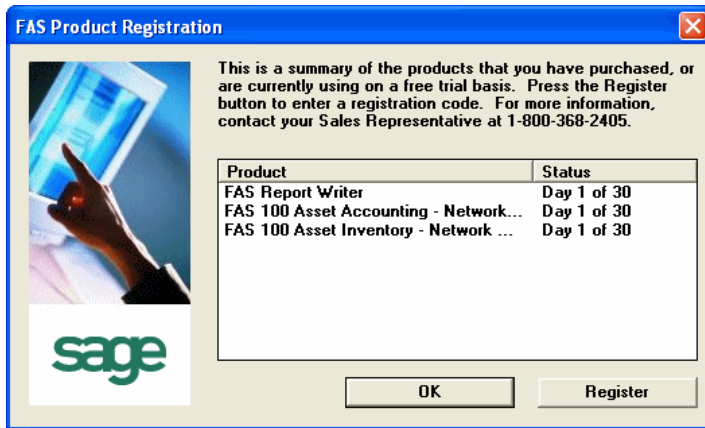 FAS Product Registration
This is a summary of the products that you have purchased, or
are currently using on a free trial basis. Press the Register
button to enter a registration code. For more information,
contact your Sales Representative at 1-800-368-2405.
Product Status
FAS Report Writer Day 1 of 30
FAS 100 Asset Accounting - Network... Day 1 of 30
FAS 100 Asset Inventory - Network ... Day 1 of 30
sage
OK Register